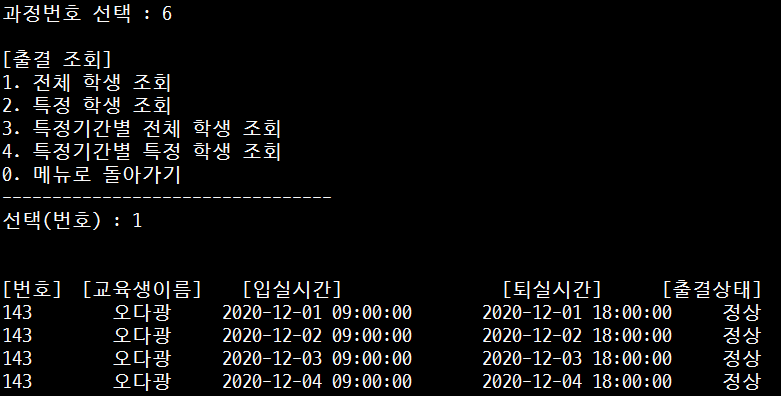 과정번호 선택 : 6
[출결 조회]
1. 전체 학생 조회
2. 특정 학생 조회
3. 특정기간별 전체 학생 조회
4. 특정기간별 특정 학생 조회
0. 메뉴로 돌아가기
---------------------------------
선택(번호) : 1
[번호] [교육생이름] [입실시간] [퇴실시간] [출결상태]
143 오다광 2020-12-01 09:00:00 2020-12-01 18:00:00 정상
143 오다광 2020-12-02 09:00:00 2020-12-02 18:00:00 정상
143 오다광 2020-12-03 09:00:00 2020-12-03 18:00:00 정상
143 오다광 2020-12-04 09:00:00 2020-12-04 18:00:00 정상